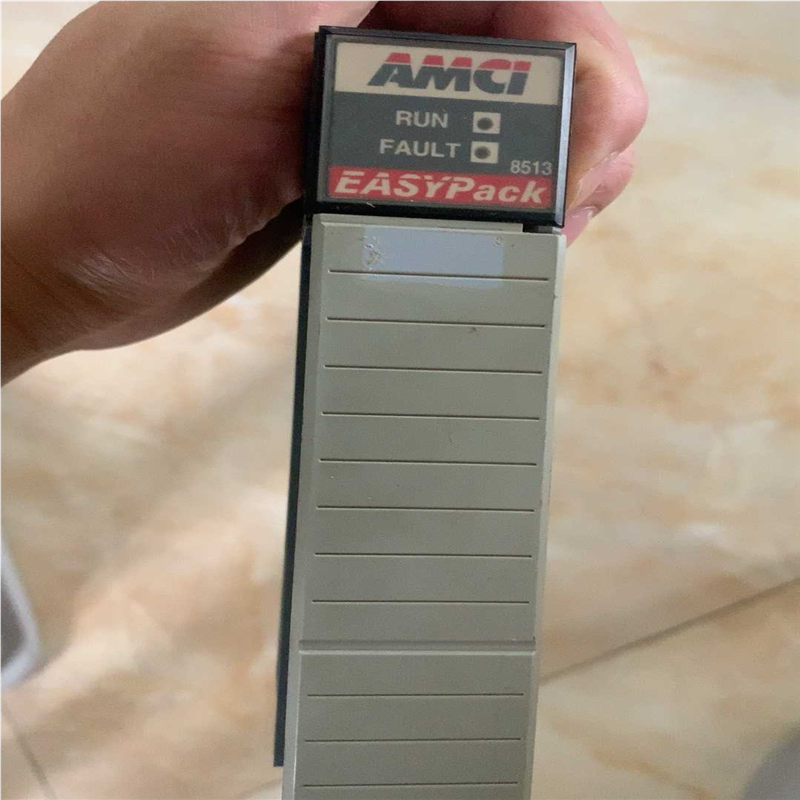 AMCI
RUN
FAULT
8513
EASYPack